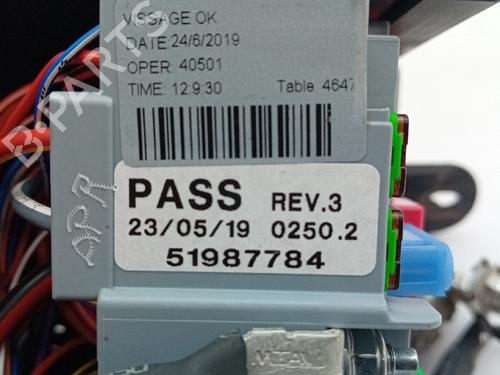 VISSAGE OK
DATE:24/6/2019
OPER: 40501
TIME: 12:9:30 Table: 4647
PASS REV.3
23/05/19 0250.2
51987784
MTA
B-PARTS